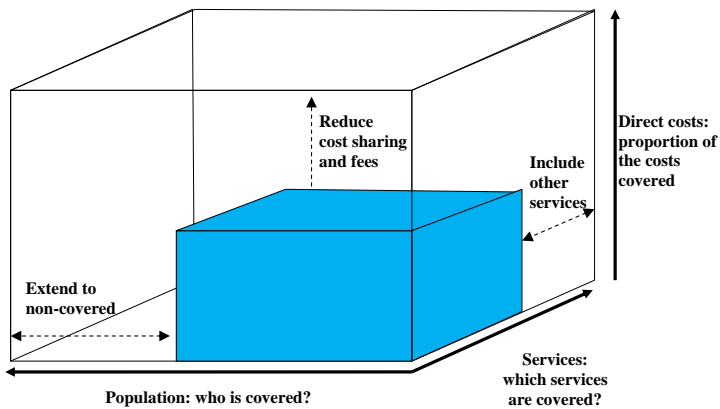 Reduce
cost sharing
and fees
Direct costs:
proportion of
the costs
covered
Include
other
services
Extend to
non-covered
Services:
which services
are covered?
Population: who is covered?